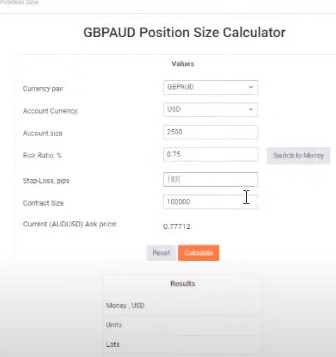 Position Size
GBPAUD Position Size Calculator
Values
Currency pair GBPAUD
Account Currency: USD
Account size 2500
Risk Ratio, % 0.75 Switch to Money
Stop-Loss, pips
Contract Size 100000
Current (AUDUSD) Ask price: 0.77712
Reset Calculate
Results
Money, USD
Units
Lots